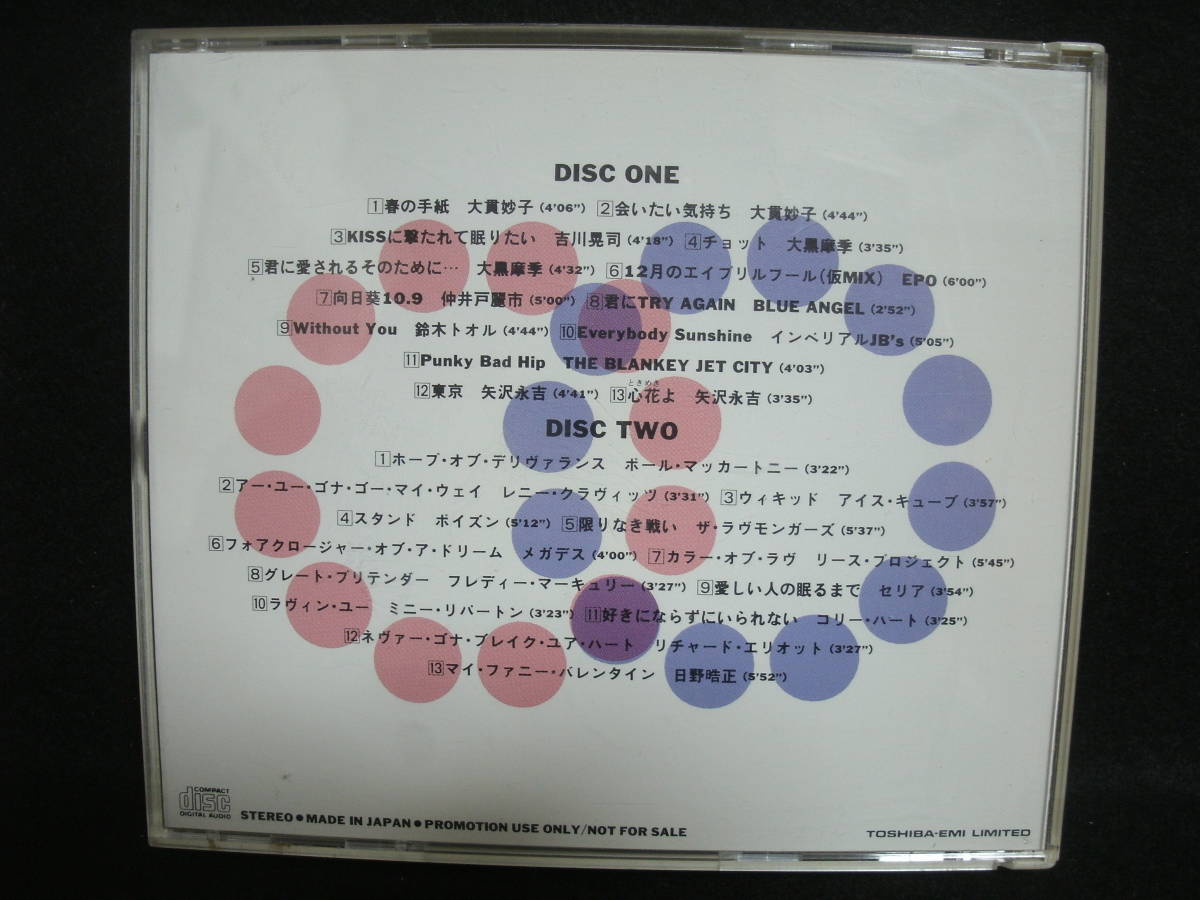 DISC ONE
1春の手紙　大貫妙子 (4'06") 2会いたい気持ち　大貫妙子 (4'44")
3KISSに撃たれて眠りたい　吉川晃司 (4'18") 4チョット　大黒摩季 (3'35")
5君に愛されるそのために…　大黒摩季 (4'32") 612月のエイプリルフール(仮MIX)　EPO (6'00")
7向日葵10.9　仲井戸麗市 (5'00") 8君にTRY AGAIN　BLUE ANGEL (2'52")
9Without You　鈴木トオル (4'44") 10Everybody Sunshine　インペリアルJB's (5'05")
11Punky Bad Hip　THE BLANKEY JET CITY (4'03")
ときめき
12東京　矢沢永吉 (4'41") 13心花よ　矢沢永吉 (3'35")
DISC TWO
1ホープ・オブ・デリヴァランス　ポール・マッカートニー (3'22")
2アー・ユー・ゴナ・ゴー・マイ・ウェイ　レニー・クラヴィッツ (3'31") 3ウィキッド　アイス・キューブ (3'57")
4スタンド　ポイズン (5'12") 5限りなき戦い　ザ・ラヴモンガーズ (5'37")
6フォアクロージャー・オブ・ア・ドリーム　メガデス (4'00") 7カラー・オブ・ラヴ　リース・プロジェクト (5'45")
8グレート・プリテンダー　フレディー・マーキュリー (3'27") 9愛しい人の眠るまで　セリア (3'54")
10ラヴィン・ユー　ミニー・リパートン (3'23") 11好きにならずにいられない　コリー・ハート (3'25")
12ネヴァー・ゴナ・ブレイク・ユア・ハート　リチャード・エリオット (3'27")
13マイ・ファニー・バレンタイン　日野皓正 (5'52")
COMPACT
disc
DIGITAL AUDIO
STEREO●MADE IN JAPAN●PROMOTION USE ONLY/NOT FOR SALE
TOSHIBA-EMI LIMITED